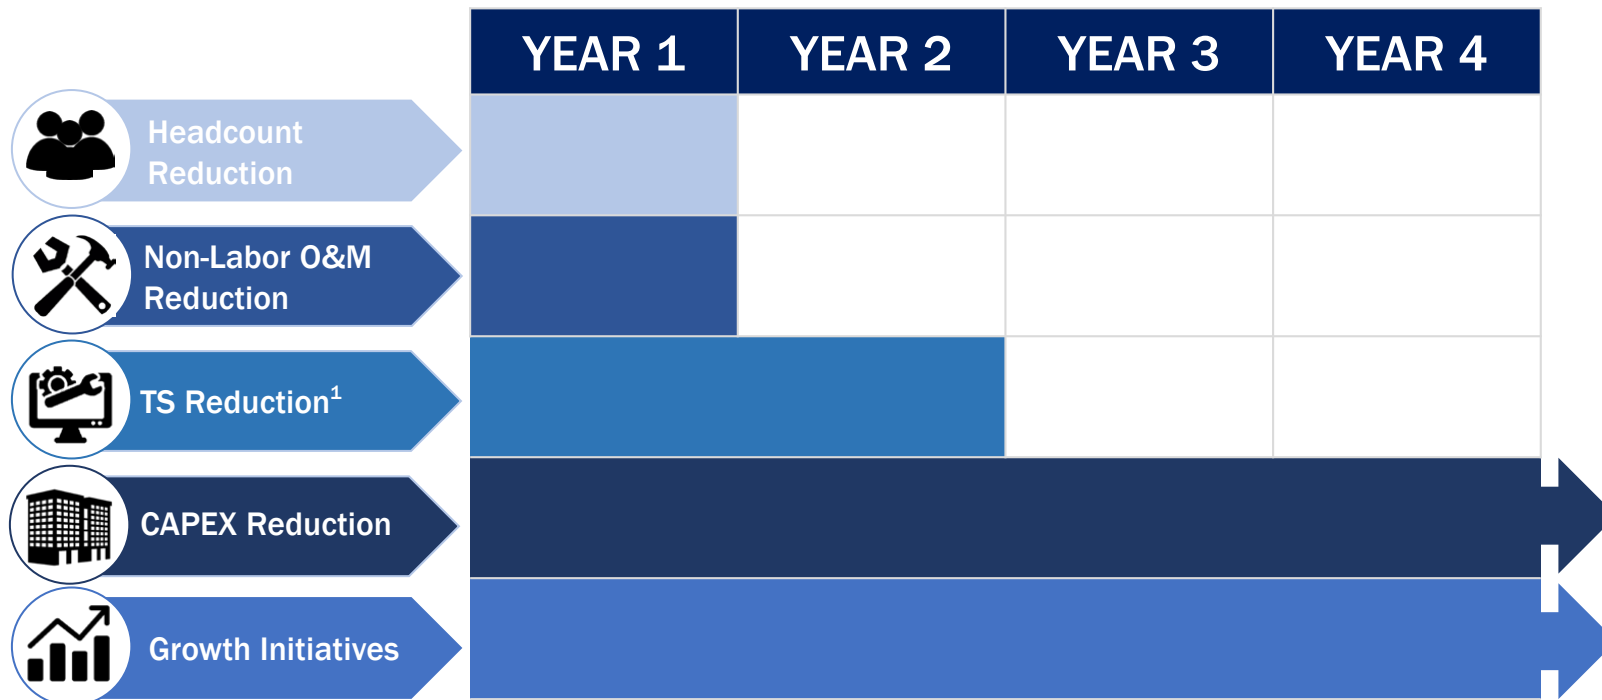 YEAR 1 YEAR 2 YEAR 3 YEAR 4
Headcount
Reduction
Non-Labor O&M
Reduction
TS Reduction¹
CAPEX Reduction
Growth Initiatives